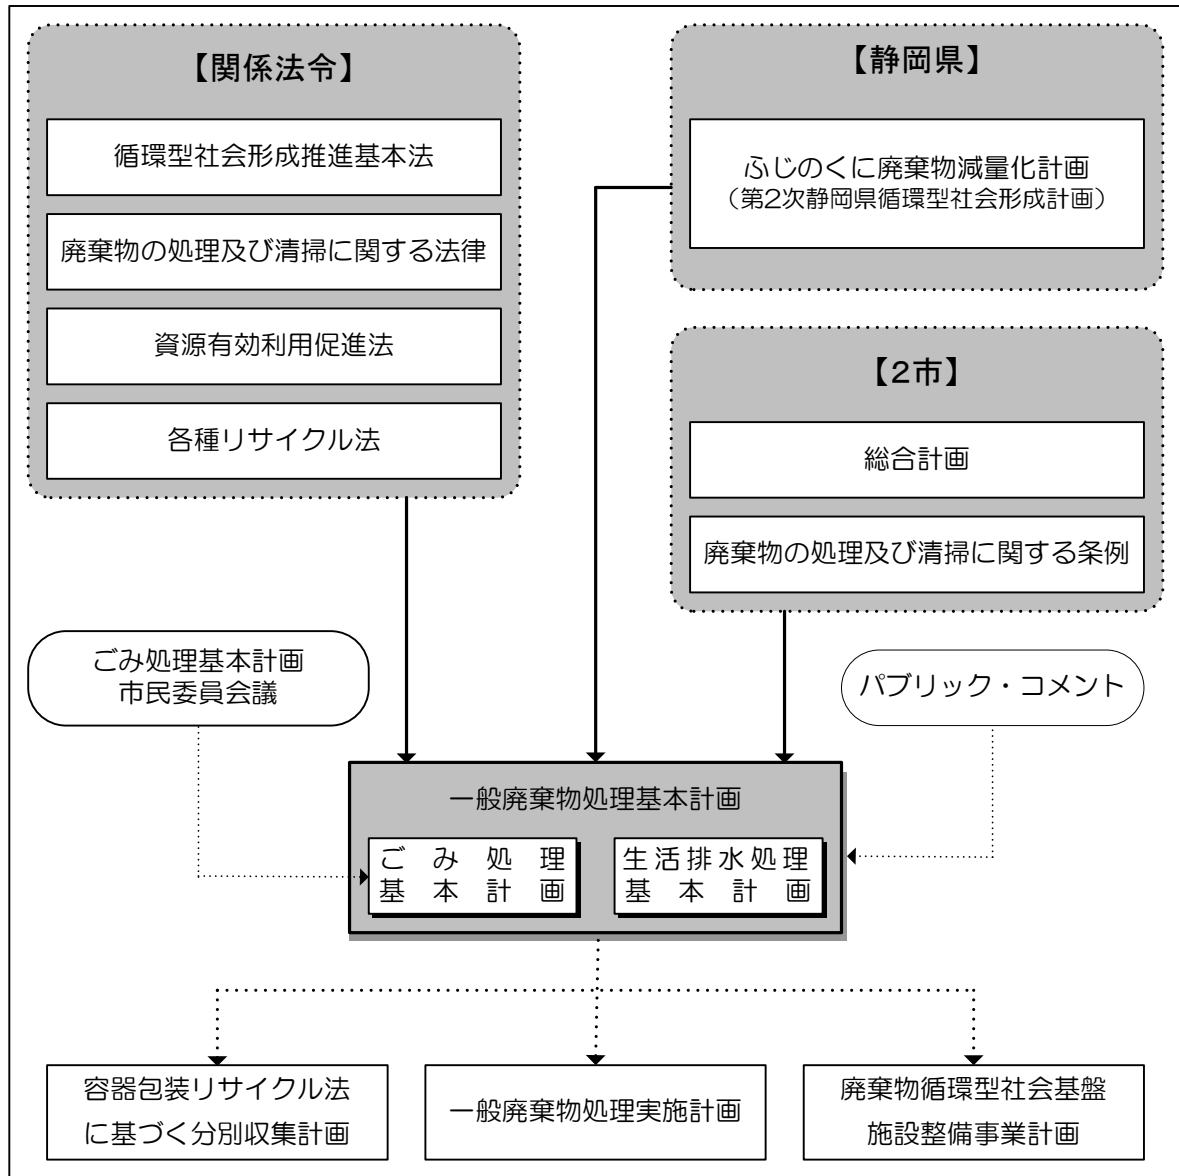 【関係法令】
循環型社会形成推進基本法
廃棄物の処理及び清掃に関する法律
資源有効利用促進法
各種リサイクル法
【静岡県】
ふじのくに廃棄物減量化計画
（第2次静岡県循環型社会形成計画）
【2市】
総合計画
廃棄物の処理及び清掃に関する条例
ごみ処理基本計画
市民委員会議
パブリック・コメント
一般廃棄物処理基本計画
ごみ処理
基本計画
生活排水処理
基本計画
容器包装リサイクル法
に基づく分別収集計画
一般廃棄物処理実施計画
廃棄物循環型社会基盤
施設整備事業計画